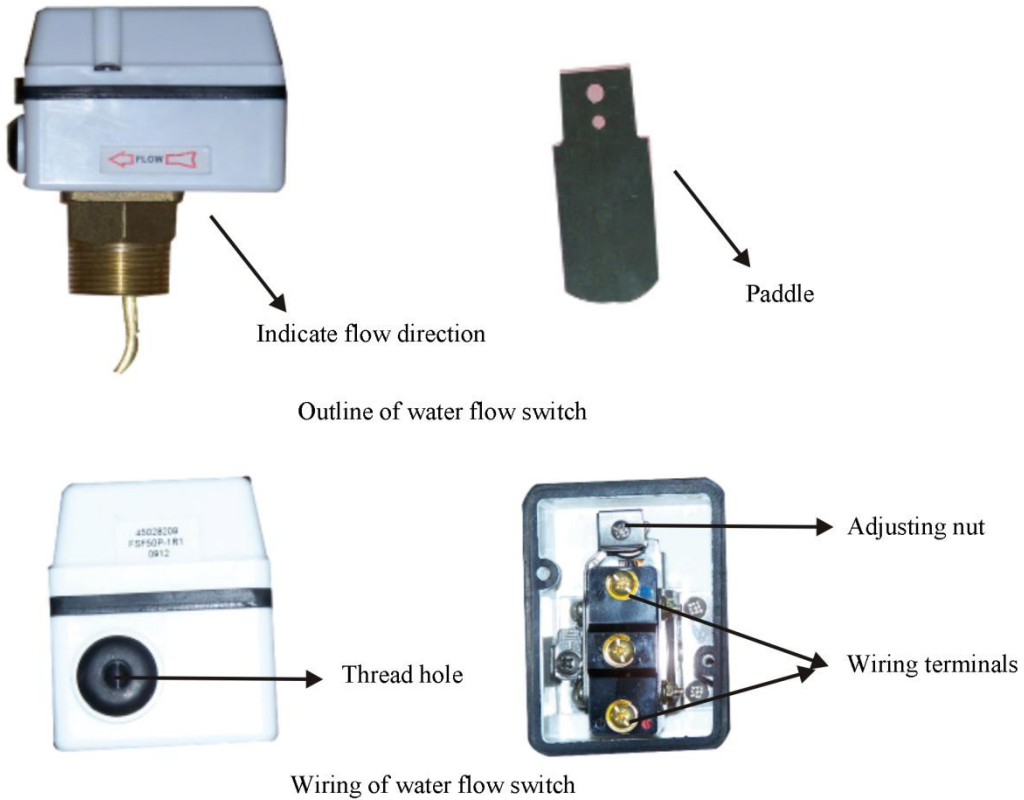 FLOW
Paddle
Indicate flow direction
Outline of water flow switch
45028209
FSF50P-1R1
0912
Adjusting nut
Thread hole
Wiring terminals
Wiring of water flow switch